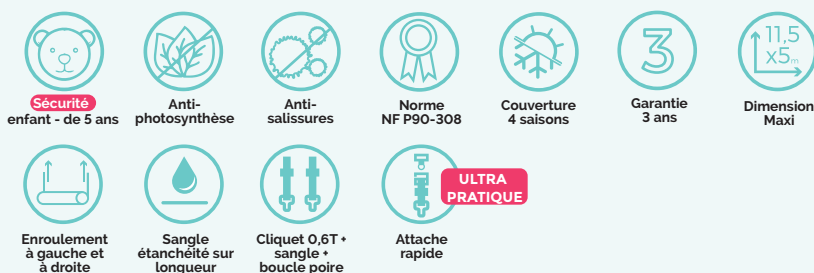 Sécurité
enfant - de 5 ans
Anti-
photosynthèse
Anti-
salissures
Norme
NF P90-308
Couverture
4 saisons
3
Garantie
3 ans
11,5
x5m
Dimension
Maxi
Enroulement
à gauche et
à droite
Sangle
étanchéité sur
longueur
Cliquet 0,6T +
sangle +
boucle poire
ULTRA
PRATIQUE
Attache
rapide